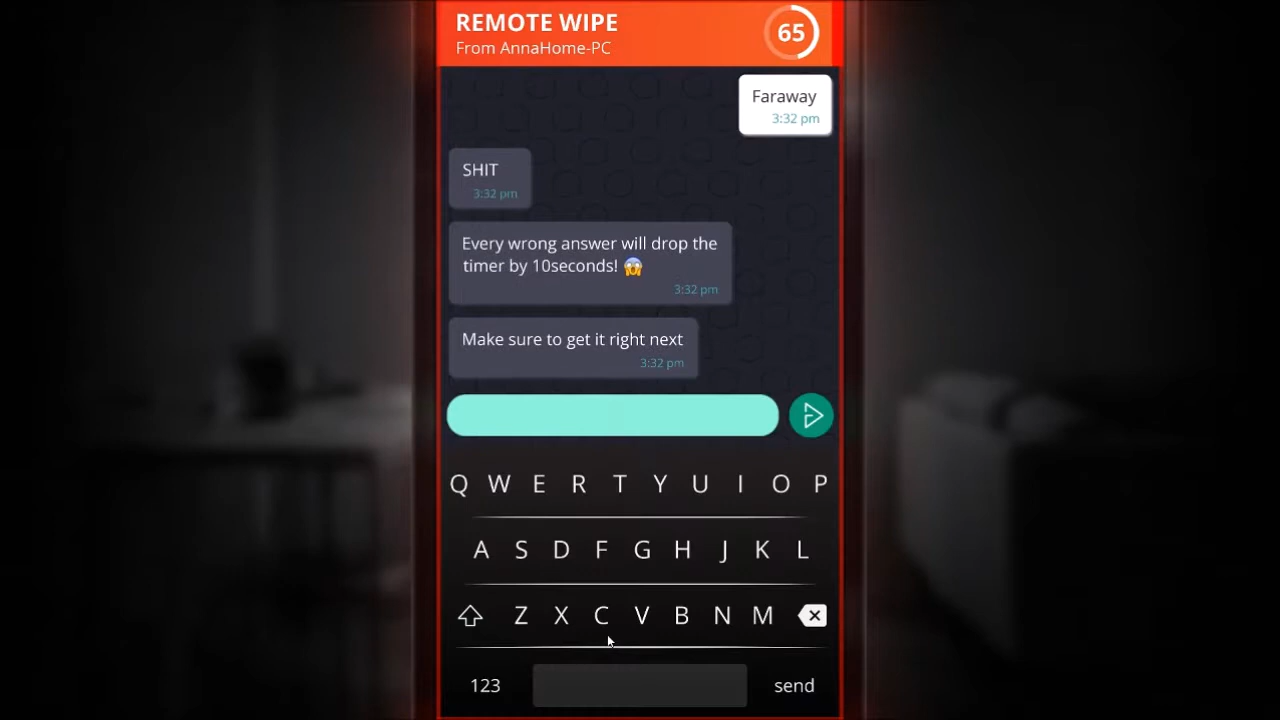 REMOTE WIPE
From AnnaHome-PC
65
Faraway
3:32 pm
SHIT
3:32 pm
Every wrong answer will drop the
timer by 10seconds! 😱
3:32 pm
Make sure to get it right next
3:32 pm
Q W E R T Y U I O P
A S D F G H J K L
Z X C V B N M
123 send